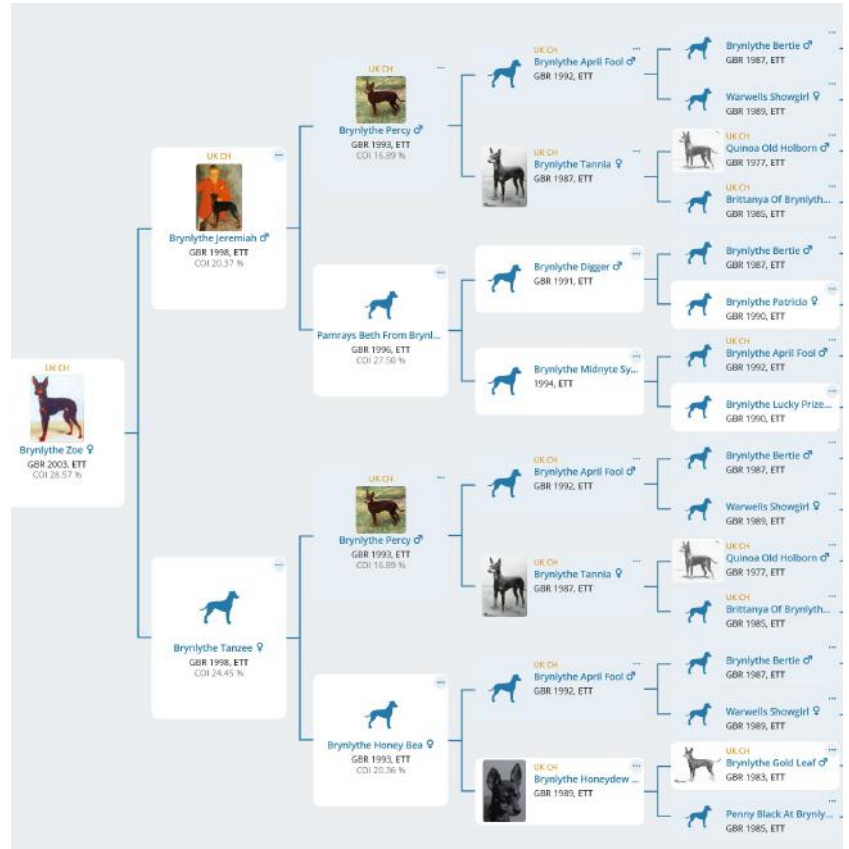 UK CH
Brynlythe Zoe ♀
GBR 2003, ETT
COI 28.57 %
UK CH
Brynlythe Jeremiah ♂
GBR 1998, ETT
COI 20.37 %
Brynlythe Tanzee ♀
GBR 1998, ETT
COI 24.45 %
UK CH
Brynlythe Percy ♂
GBR 1993, ETT
COI 16.89 %
Pamrays Beth From Brynl...
GBR 1996, ETT
COI 27.50 %
UK CH
Brynlythe Percy ♂
GBR 1993, ETT
COI 16.89 %
Brynlythe Honey Bea ♀
GBR 1993, ETT
COI 20.36 %
UK CH
Brynlythe April Fool ♂
GBR 1992, ETT
UK CH
Brynlythe Tannia ♀
GBR 1987, ETT
Brynlythe Digger ♂
GBR 1991, ETT
Brynlythe Midnyte Sy...
1994, ETT
UK CH
Brynlythe April Fool ♂
GBR 1992, ETT
UK CH
Brynlythe Tannia ♀
GBR 1987, ETT
UK CH
Brynlythe April Fool ♂
GBR 1992, ETT
UK CH
Brynlythe Honeydew ...
GBR 1989, ETT
Brynlythe Bertie ♂
GBR 1987, ETT
Warwells Showgirl ♀
GBR 1989, ETT
UK CH
Quinoa Old Holborn ♂
GBR 1977, ETT
UK CH
Brittanya Of Brynlyth...
GBR 1985, ETT
Brynlythe Bertie ♂
GBR 1987, ETT
Brynlythe Patricia ♀
GBR 1990, ETT
UK CH
Brynlythe April Fool ♂
GBR 1992, ETT
Brynlythe Lucky Prize...
GBR 1990, ETT
Brynlythe Bertie ♂
GBR 1987, ETT
Warwells Showgirl ♀
GBR 1989, ETT
UK CH
Quinoa Old Holborn ♂
GBR 1977, ETT
UK CH
Brittanya Of Brynlyth...
GBR 1985, ETT
Brynlythe Bertie ♂
GBR 1987, ETT
Warwells Showgirl ♀
GBR 1989, ETT
UK CH
Brynlythe Gold Leaf ♂
GBR 1983, ETT
Penny Black At Brynly...
GBR 1985, ETT